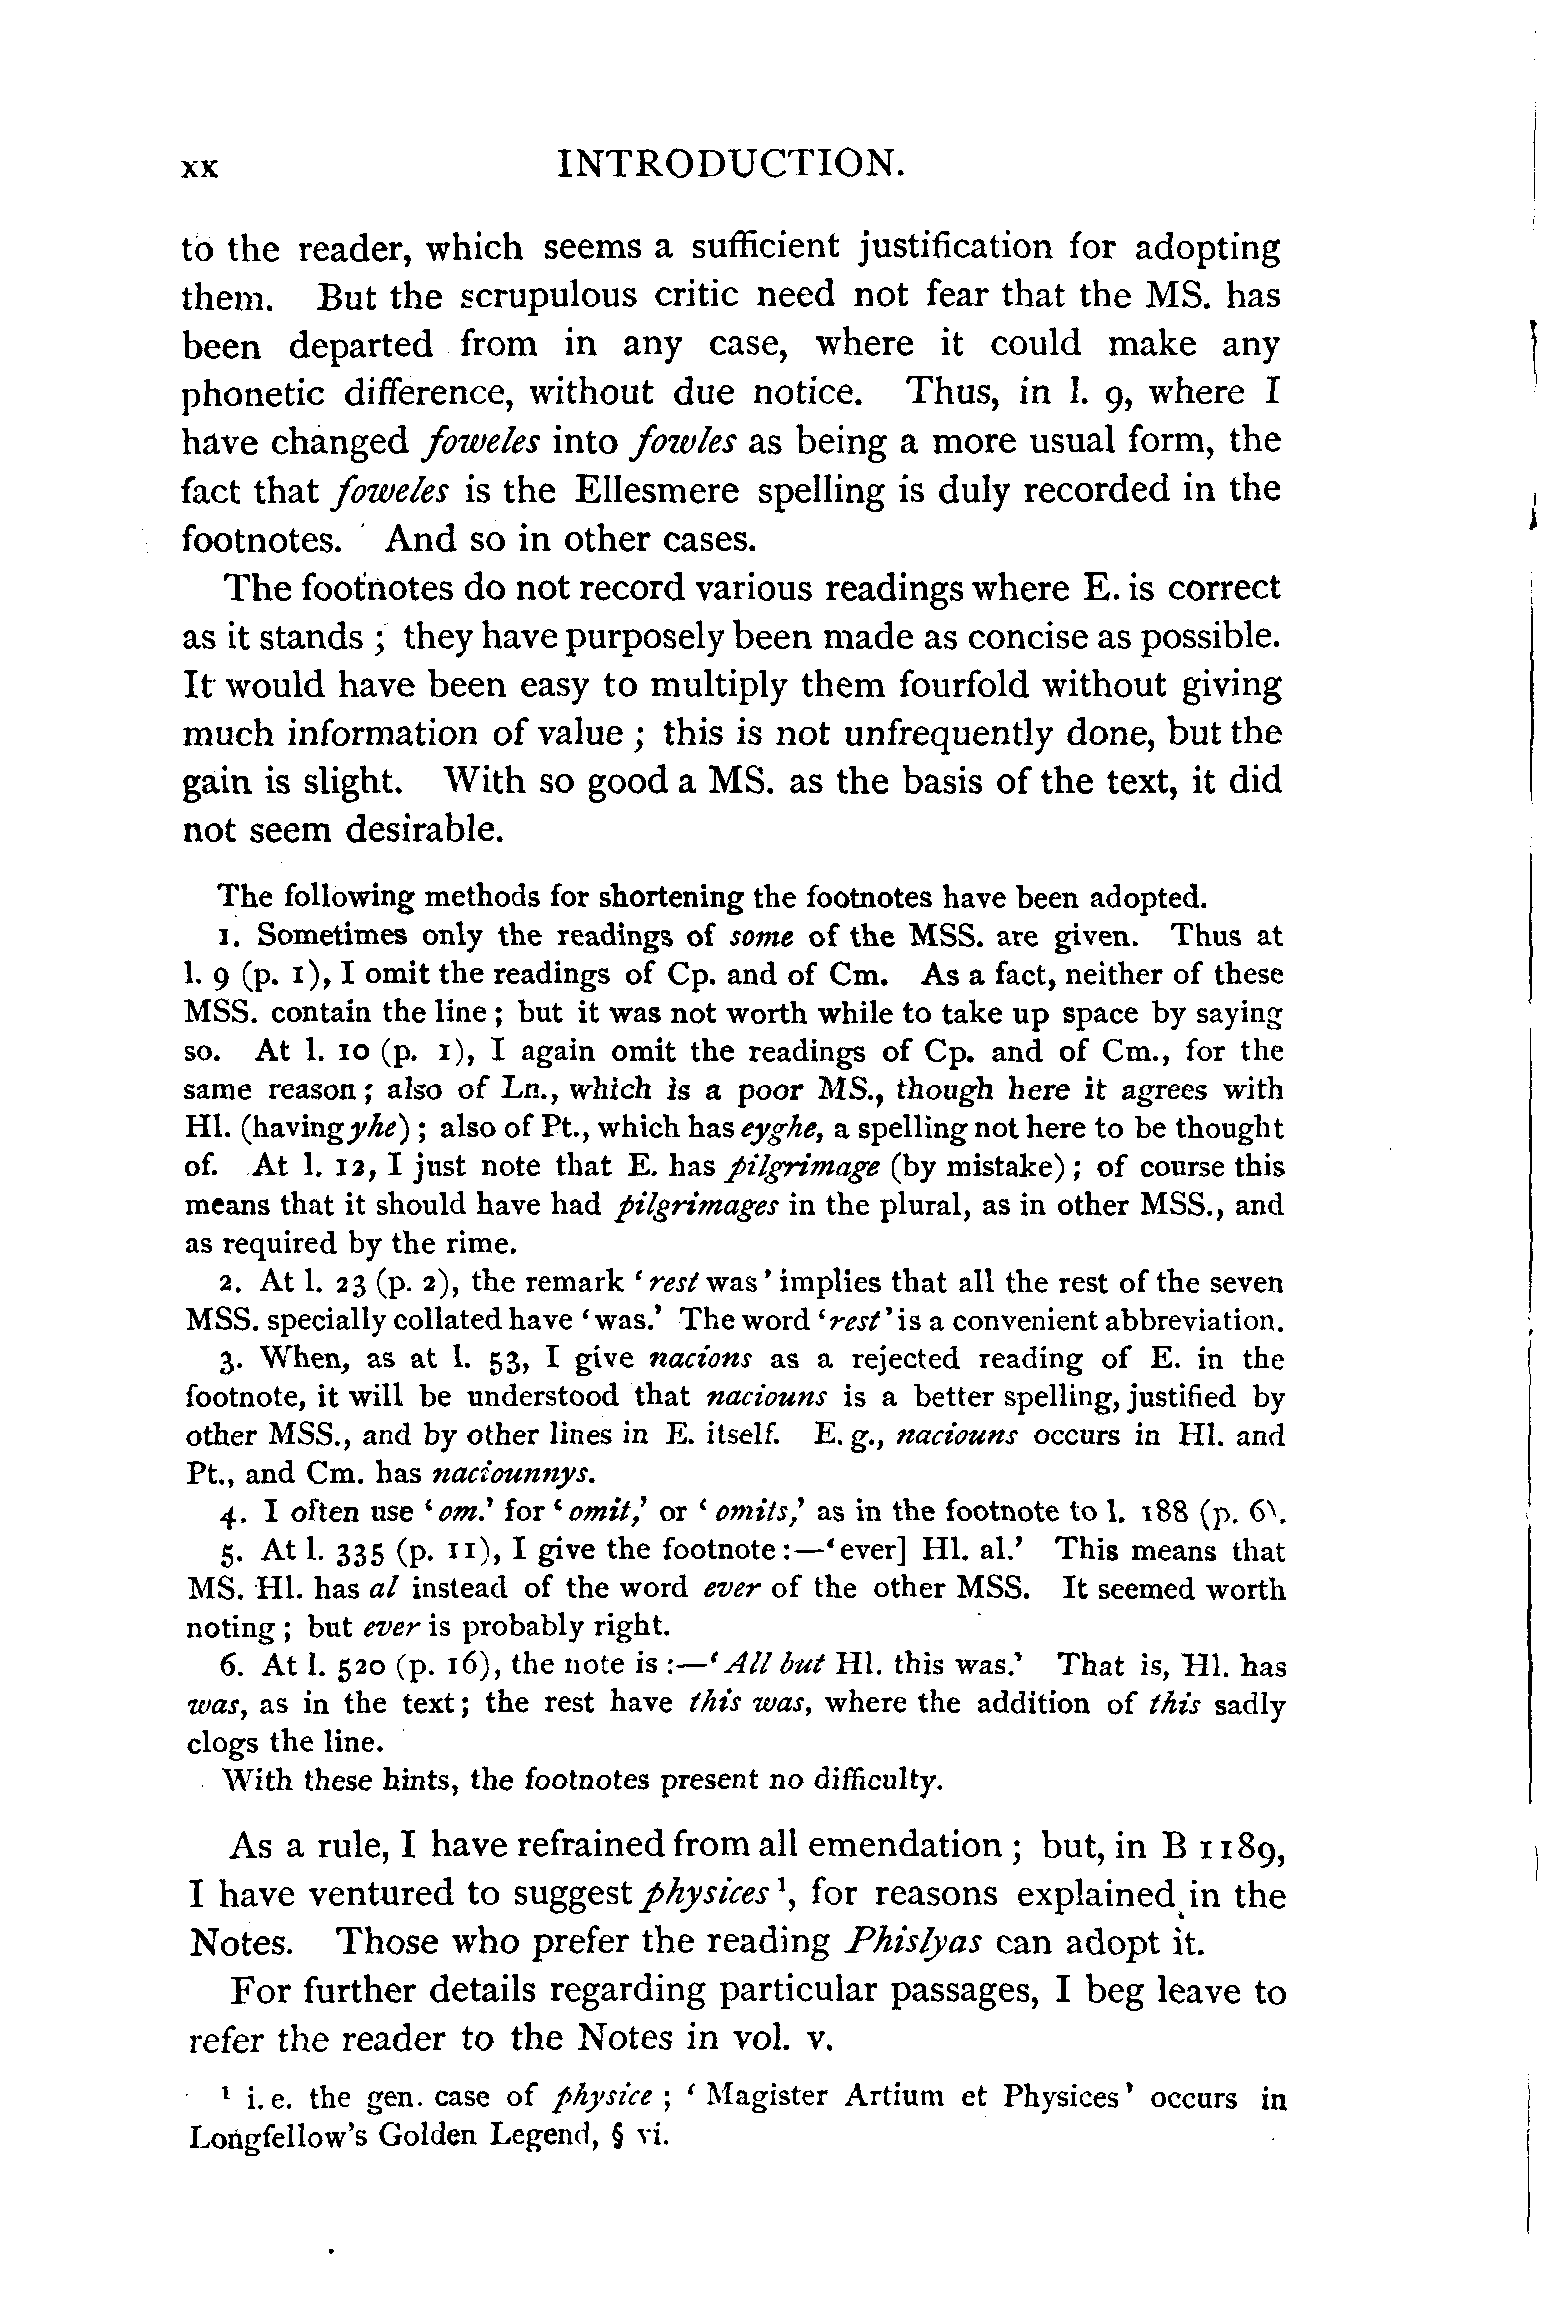 xx INTRODUCTION.
to the reader, which seems a sufficient justification for adopting
them. But the scrupulous critic need not fear that the MS. has
been departed from in any case, where it could make any
phonetic difference, without due notice. Thus, in l. 9, where I
have changed foweles into fowles as being a more usual form, the
fact that foweles is the Ellesmere spelling is duly recorded in the
footnotes. And so in other cases.
The footnotes do not record various readings where E. is correct
as it stands ; they have purposely been made as concise as possible.
It would have been easy to multiply them fourfold without giving
much information of value ; this is not unfrequently done, but the
gain is slight. With so good a MS. as the basis of the text, it did
not seem desirable.
The following methods for shortening the footnotes have been adopted.
1. Sometimes only the readings of some of the MSS. are given. Thus at
l. 9 (p. 1), I omit the readings of Cp. and of Cm. As a fact, neither of these
MSS. contain the line ; but it was not worth while to take up space by saying
so. At l. 10 (p. 1), I again omit the readings of Cp. and of Cm., for the
same reason ; also of Ln., which is a poor MS., though here it agrees with
Hl. (having yhe) ; also of Pt., which has eyghe, a spelling not here to be thought
of. At l. 12, I just note that E. has pilgrimage (by mistake) ; of course this
means that it should have had pilgrimages in the plural, as in other MSS., and
as required by the rime.
2. At l. 23 (p. 2), the remark ‘rest was’ implies that all the rest of the seven
MSS. specially collated have ‘was.’ The word ‘rest’ is a convenient abbreviation.
3. When, as at l. 53, I give nacions as a rejected reading of E. in the
footnote, it will be understood that naciouns is a better spelling, justified by
other MSS., and by other lines in E. itself. E. g., naciouns occurs in Hl. and
Pt., and Cm. has naciounnys.
4. I often use ‘om.’ for ‘omit,’ or ‘omits,’ as in the footnote to l. 188 (p. 6).
5. At l. 335 (p. 11), I give the footnote :—‘ever] Hl. al.’ This means that
MS. Hl. has al instead of the word ever of the other MSS. It seemed worth
noting ; but ever is probably right.
6. At l. 520 (p. 16), the note is :—‘All but Hl. this was.’ That is, Hl. has
was, as in the text ; the rest have this was, where the addition of this sadly
clogs the line.
With these hints, the footnotes present no difficulty.
As a rule, I have refrained from all emendation ; but, in B 1189,
I have ventured to suggest physices ¹, for reasons explained in the
Notes. Those who prefer the reading Phislyas can adopt it.
For further details regarding particular passages, I beg leave to
refer the reader to the Notes in vol. v.
¹ i. e. the gen. case of physice ; ‘Magister Artium et Physices’ occurs in
Longfellow’s Golden Legend, § vi.